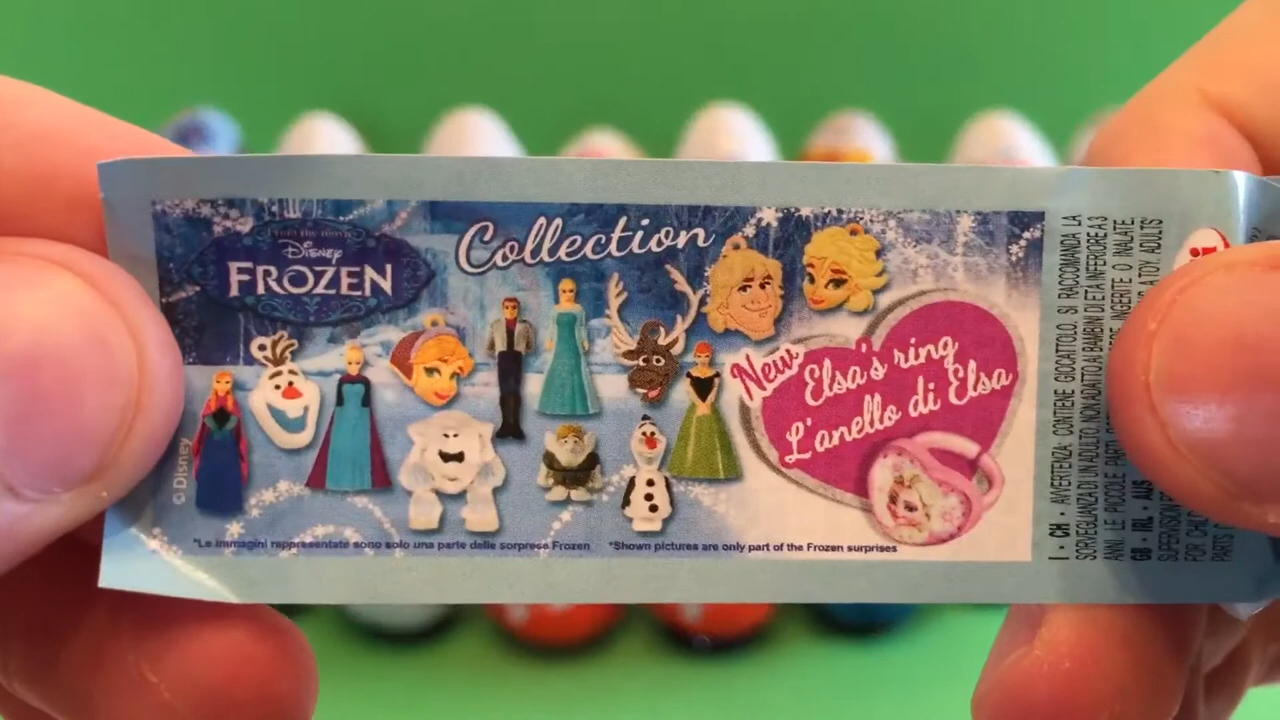 From the movie
Disney
FROZEN
Collection
New
Elsa's ring
L'anello di Elsa
©Disney
*Le immagini rappresentate sono solo una parte delle sorprese Frozen
*Shown pictures are only part of the Frozen surprises
I • CH • AVVERTENZA: CONTIENE GIOCATTOLO. SI RACCOMANDA LA
SORVEGLIANZA DI UN ADULTO. NON ADATTO AI BAMBINI DI ETÀ INFERIORE A 3
ANNI. LE PICCOLE PARTI INGERITE O INALATE.
GB • IRL • AUS A TOY ADULTS
SUPERVISION
FOR CHILD
PARTS